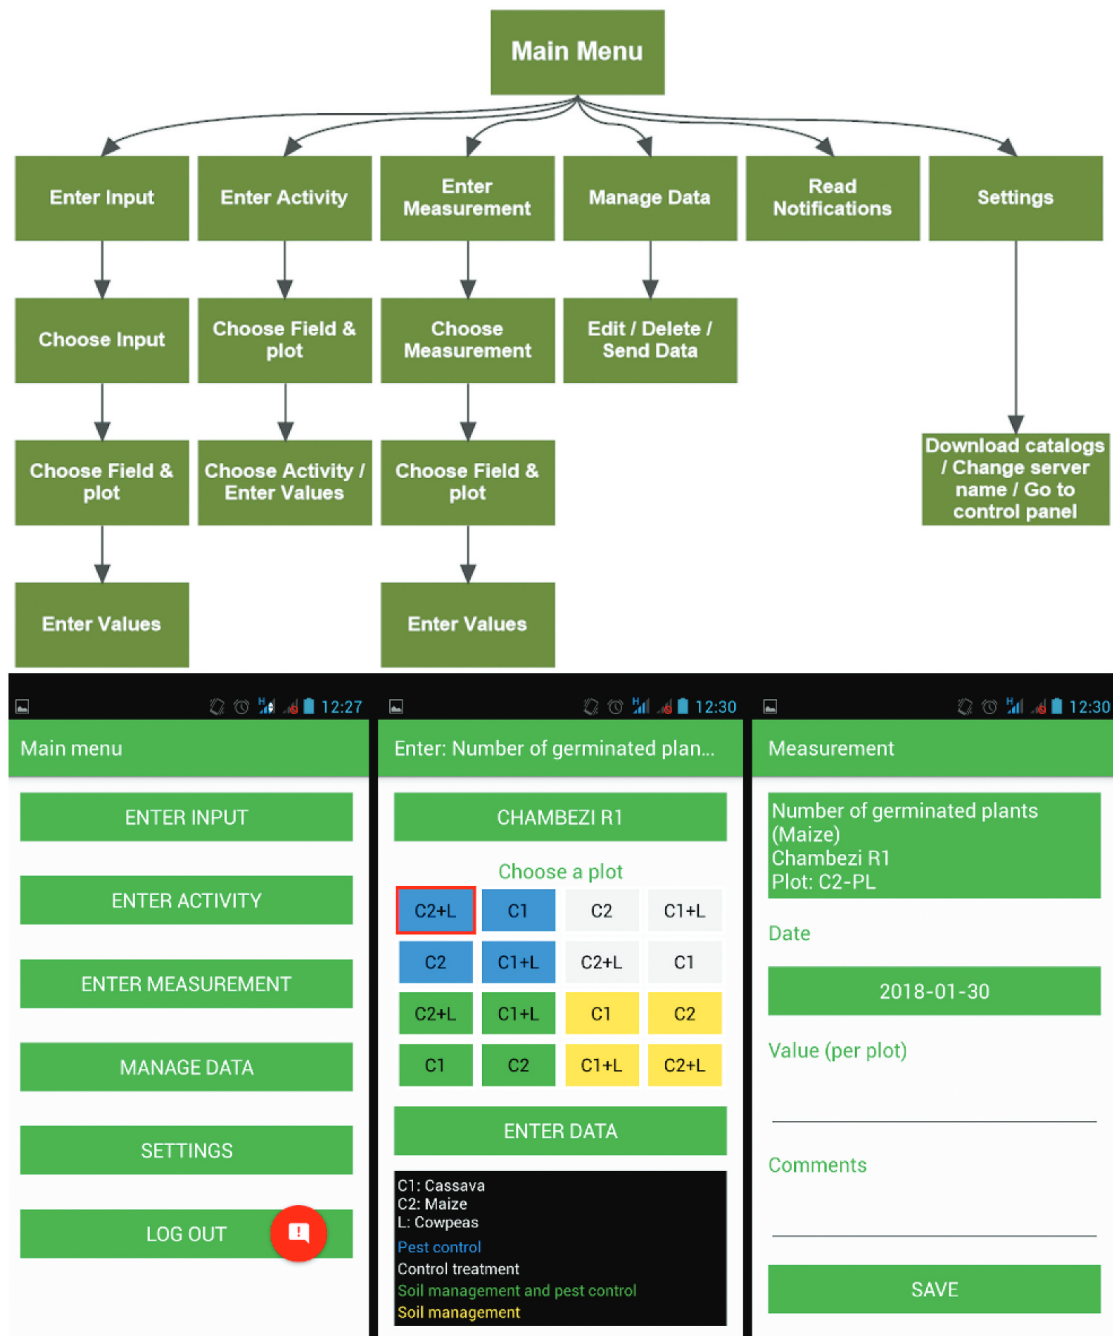 Main Menu
Enter Input
Enter Activity
Enter
Measurement
Manage Data
Read
Notifications
Settings
Choose Input
Choose Field &
plot
Choose
Measurement
Edit / Delete /
Send Data
Choose Field &
plot
Choose Activity /
Enter Values
Choose Field &
plot
Download catalogs
/ Change server
name / Go to
control panel
Enter Values
Enter Values
H 12:27
Main menu
ENTER INPUT
ENTER ACTIVITY
ENTER MEASUREMENT
MANAGE DATA
SETTINGS
LOG OUT
H 12:30
Enter: Number of germinated plan...
CHAMBEZI R1
Choose a plot
C2+L C1 C2 C1+L
C2 C1+L C2+L C1
C2+L C1+L C1 C2
C1 C2 C1+L C2+L
ENTER DATA
C1: Cassava
C2: Maize
L: Cowpeas
Pest control
Control treatment
Soil management and pest control
Soil management
H 12:30
Measurement
Number of germinated plants
(Maize)
Chambezi R1
Plot: C2-PL
Date
2018-01-30
Value (per plot)
Comments
SAVE